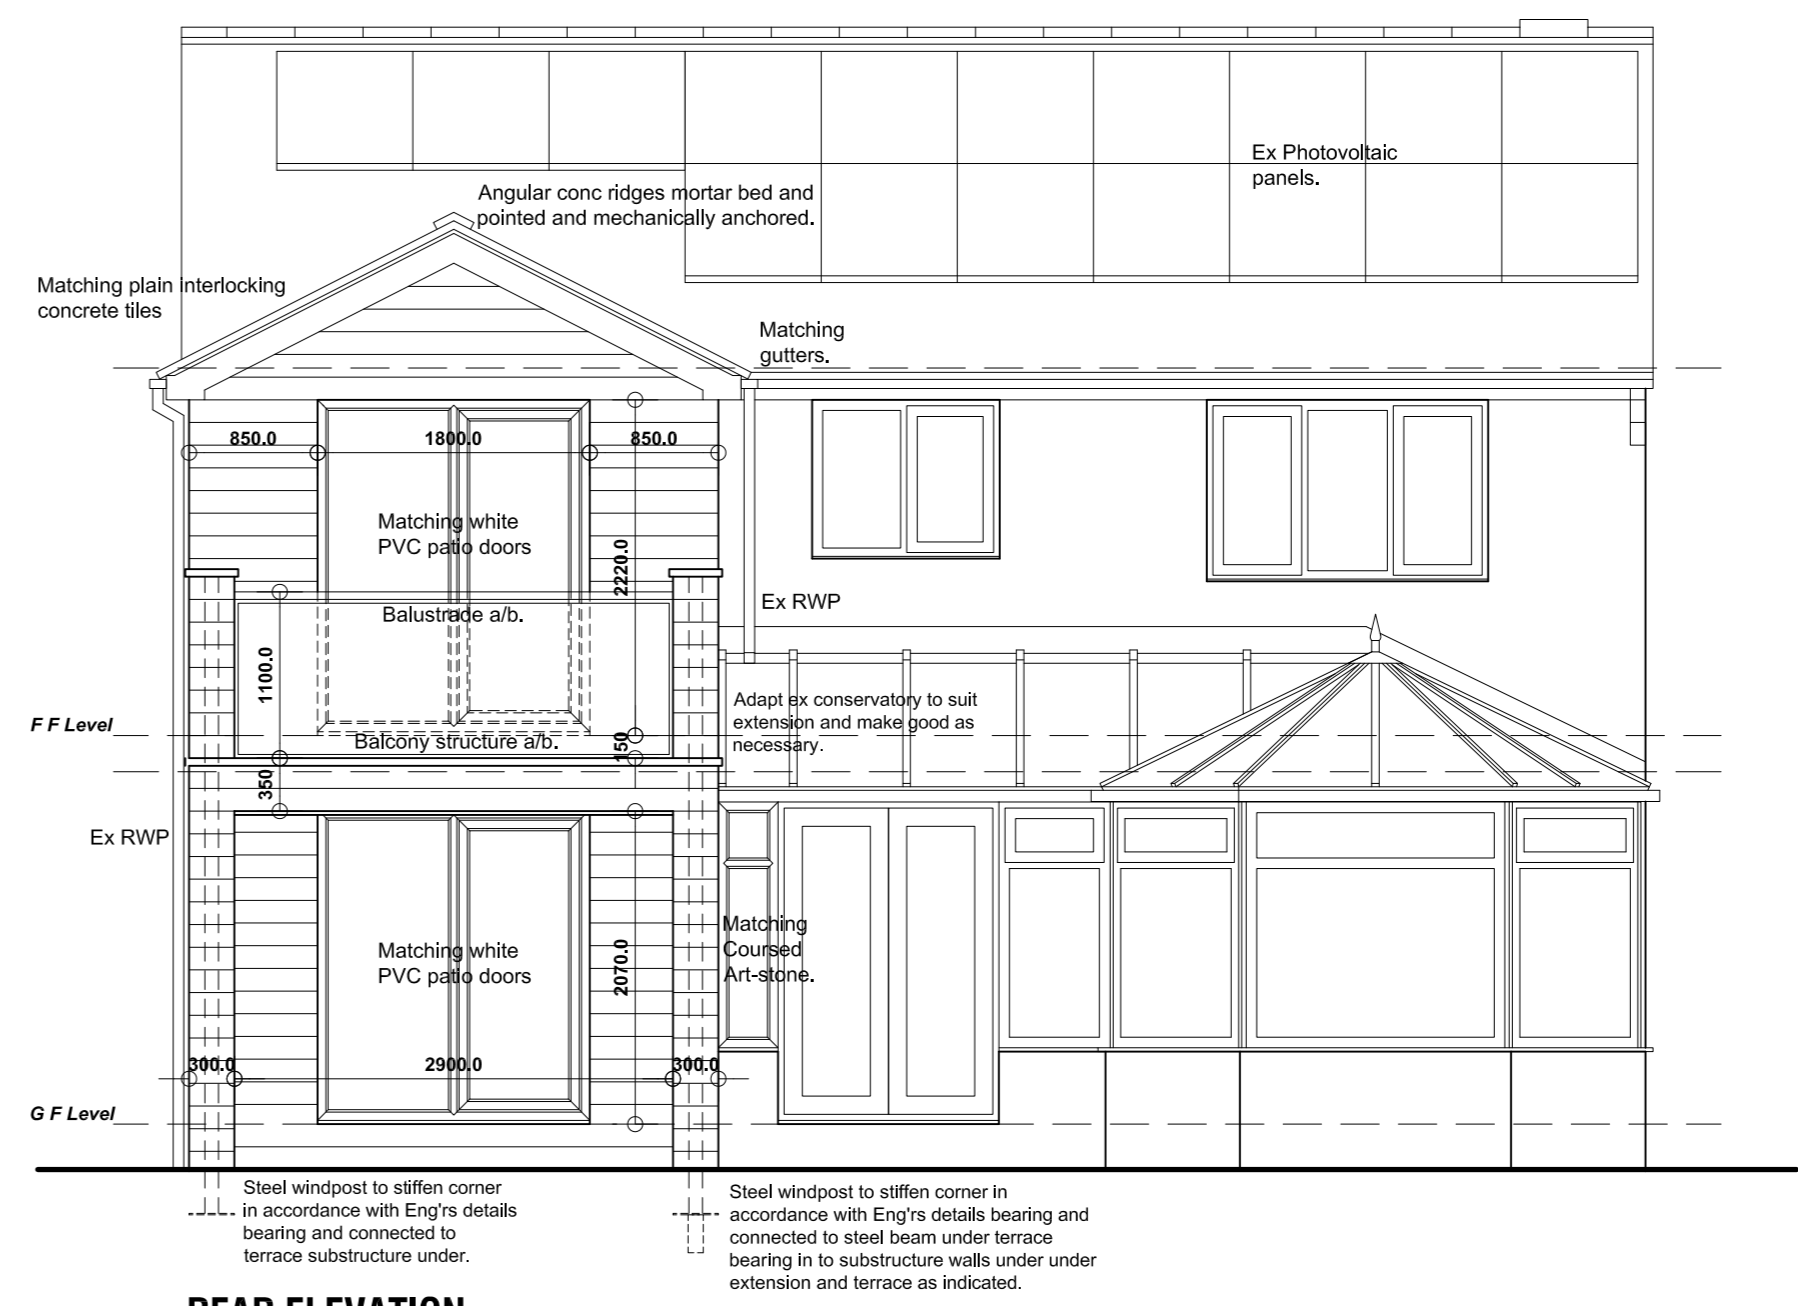 Ex Photovoltaic
panels.
Angular conc ridges mortar bed and
pointed and mechanically anchored.
Matching plain interlocking
concrete tiles
Matching
gutters.
850.0
1800.0
850.0
Matching white
PVC patio doors
2220.0
Ex RWP
Balustrade a/b.
1100.0
Adapt ex conservatory to suit
extension and make good as
necessary.
F F Level
Balcony structure a/b.
150
350
Ex RWP
Matching white
PVC patio doors
2070.0
Matching
Coursed
Art-stone.
300.0
2900.0
300.0
G F Level
Steel windpost to stiffen corner
in accordance with Eng'rs details
bearing and connected to
terrace substructure under.
Steel windpost to stiffen corner in
accordance with Eng'rs details bearing and
connected to steel beam under terrace
bearing in to substructure walls under under
extension and terrace as indicated.
REAR ELEVATION